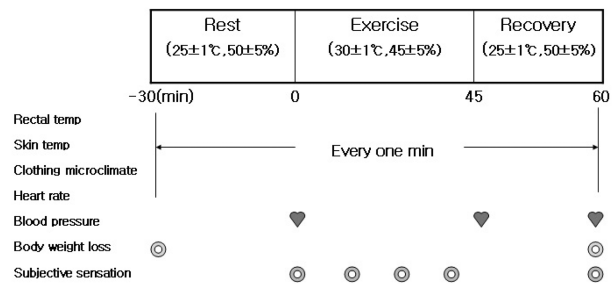 Rest Exercise Recovery
(25±1℃,50±5%) (30±1℃,45±5%) (25±1℃,50±5%)
-30(min) 0 45 60
Rectal temp
Skin temp
Every one min
Clothing microclimate
Heart rate
Blood pressure
Body weight loss
Subjective sensation